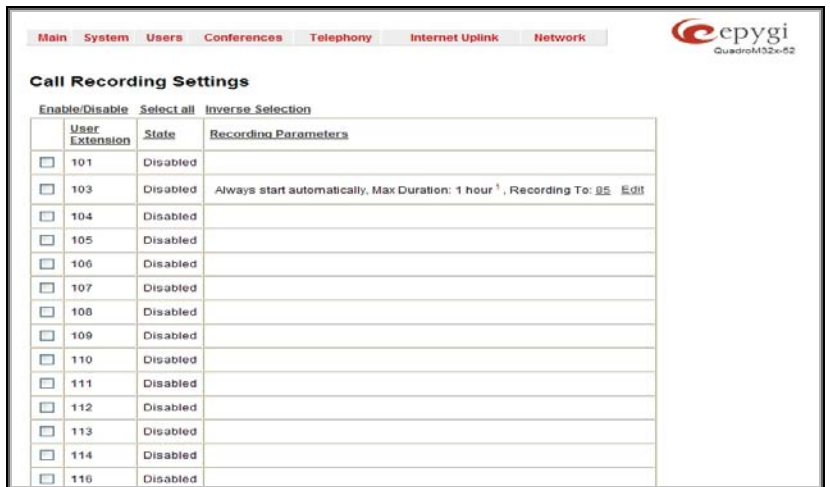 Main System Users Conferences Telephony Internet Uplink Network
epygi
QuadroM32x-52
Call Recording Settings
Enable/Disable Select all Inverse Selection
User Extension State Recording Parameters
101 Disabled
103 Disabled Always start automatically, Max Duration: 1 hour 1 , Recording To: 85 Edit
104 Disabled
105 Disabled
106 Disabled
107 Disabled
108 Disabled
109 Disabled
110 Disabled
111 Disabled
112 Disabled
113 Disabled
114 Disabled
116 Disabled